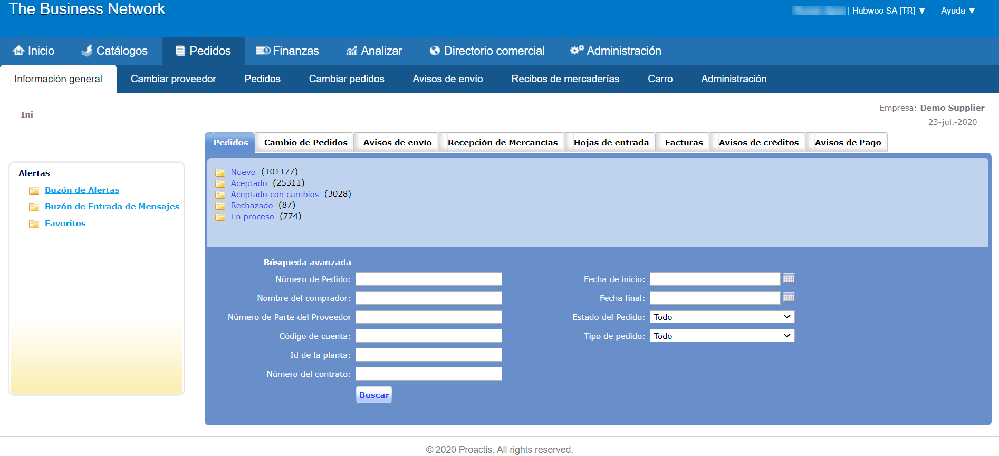 The Business Network
| Hubwoo SA [TR] ▼ Ayuda ▼
Inicio Catálogos Pedidos Finanzas Analizar Directorio comercial Administración
Información general Cambiar proveedor Pedidos Cambiar pedidos Avisos de envío Recibos de mercaderías Carro Administración
Ini
Empresa: Demo Supplier
23-jul.-2020
Pedidos Cambio de Pedidos Avisos de envío Recepción de Mercancías Hojas de entrada Facturas Avisos de créditos Avisos de Pago
Alertas
Buzón de Alertas
Buzón de Entrada de Mensajes
Favoritos
Nuevo (101177)
Aceptado (25311)
Aceptado con cambios (3028)
Rechazado (87)
En proceso (774)
Búsqueda avanzada
Número de Pedido:
Nombre del comprador:
Número de Parte del Proveedor
Código de cuenta:
Id de la planta:
Número del contrato:
Fecha de inicio:
Fecha final:
Estado del Pedido: Todo
Tipo de pedido: Todo
Buscar
© 2020 Proactis. All rights reserved.